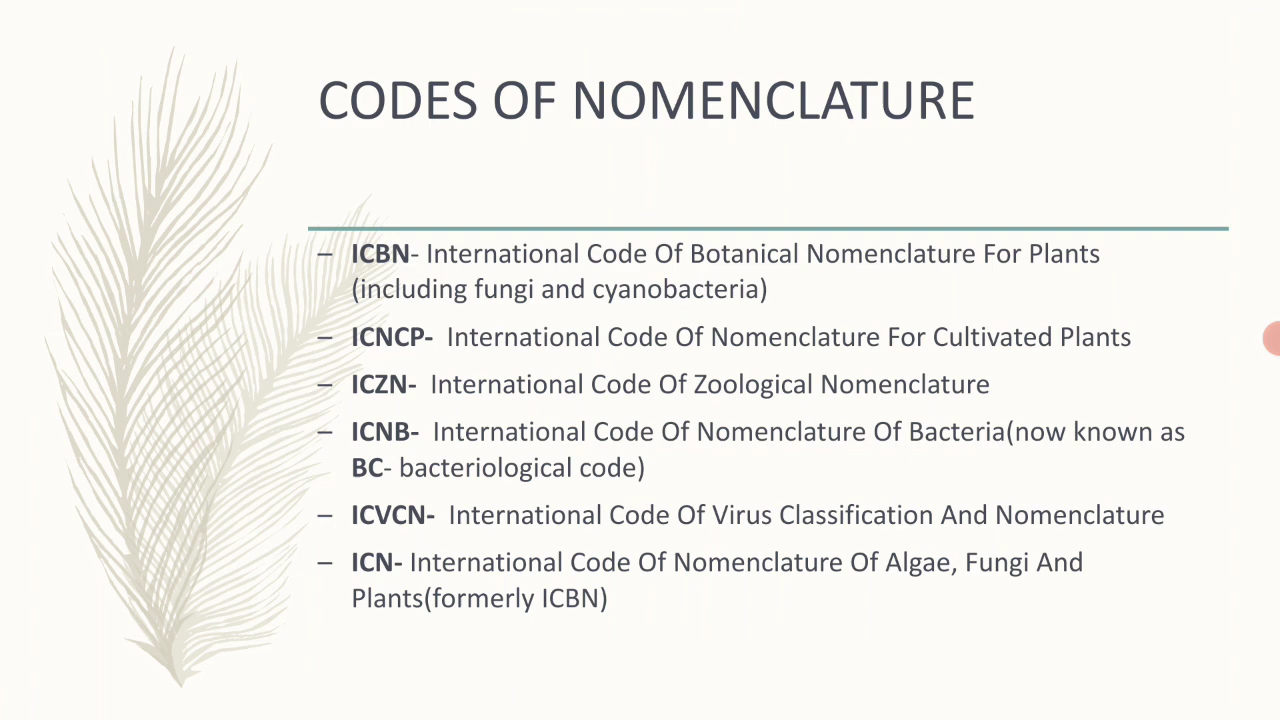 CODES OF NOMENCLATURE
– ICBN- International Code Of Botanical Nomenclature For Plants
(including fungi and cyanobacteria)
– ICNCP- International Code Of Nomenclature For Cultivated Plants
– ICZN- International Code Of Zoological Nomenclature
– ICNB- International Code Of Nomenclature Of Bacteria(now known as
BC- bacteriological code)
– ICVCN- International Code Of Virus Classification And Nomenclature
– ICN- International Code Of Nomenclature Of Algae, Fungi And
Plants(formerly ICBN)